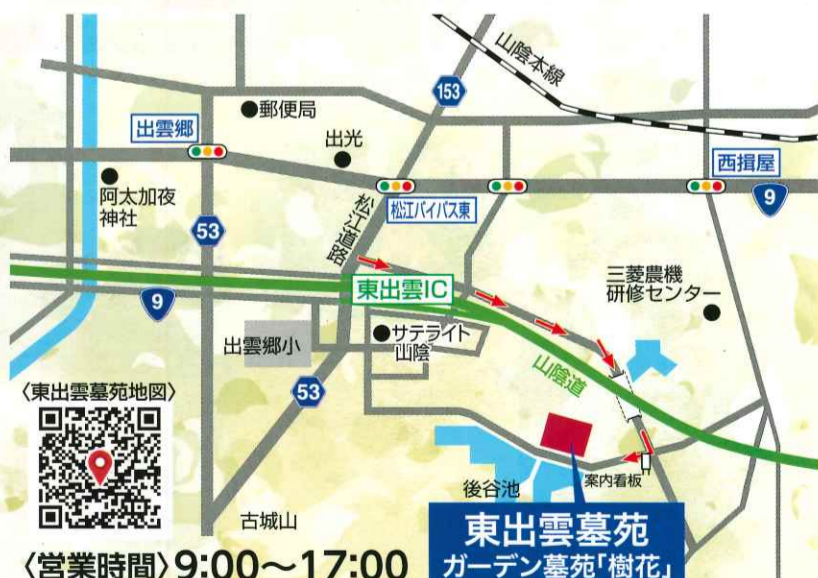 山陰本線
153
郵便局
出雲郷
出光
西揖屋
阿太加夜
神社
松江バイパス東
9
53
松江道路
東出雲IC
三菱農機
研修センター
9
サテライト
山陰
出雲郷小
山陰道
53
〈東出雲墓苑地図〉
後谷池
案内看板
古城山
東出雲墓苑
ガーデン墓苑「樹花」
〈営業時間〉9:00〜17:00